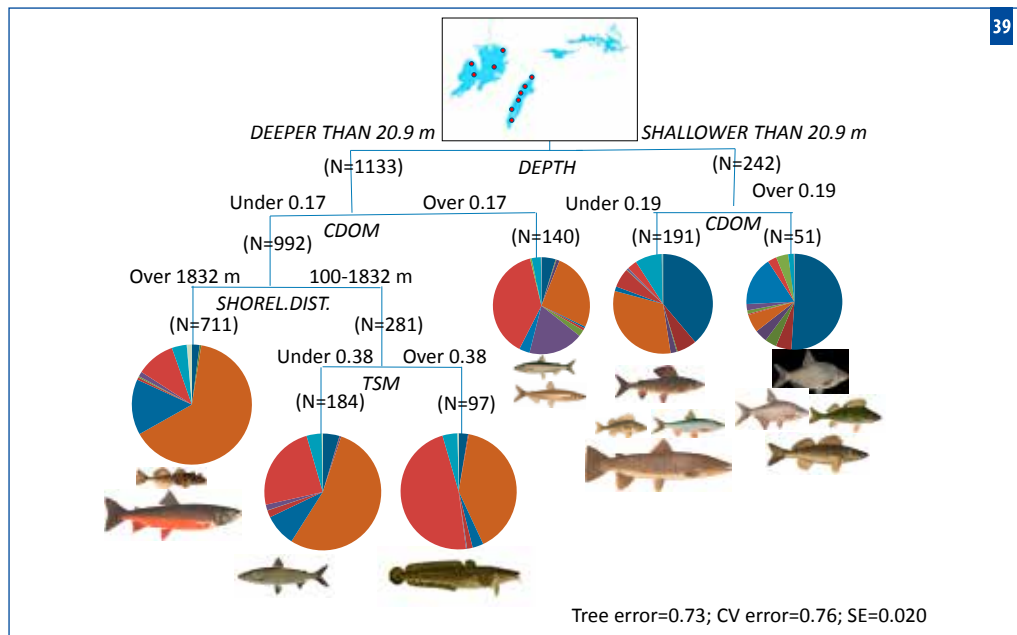 39
DEEPER THAN 20.9 m
SHALLOWER THAN 20.9 m
(N=1133)
DEPTH
(N=242)
Under 0.17
Over 0.17
Under 0.19
Over 0.19
CDOM
CDOM
(N=992)
(N=140)
(N=191)
(N=51)
Over 1832 m
100-1832 m
SHOREL.DIST.
(N=711)
(N=281)
Under 0.38
Over 0.38
TSM
(N=184)
(N=97)
Tree error=0.73; CV error=0.76; SE=0.020